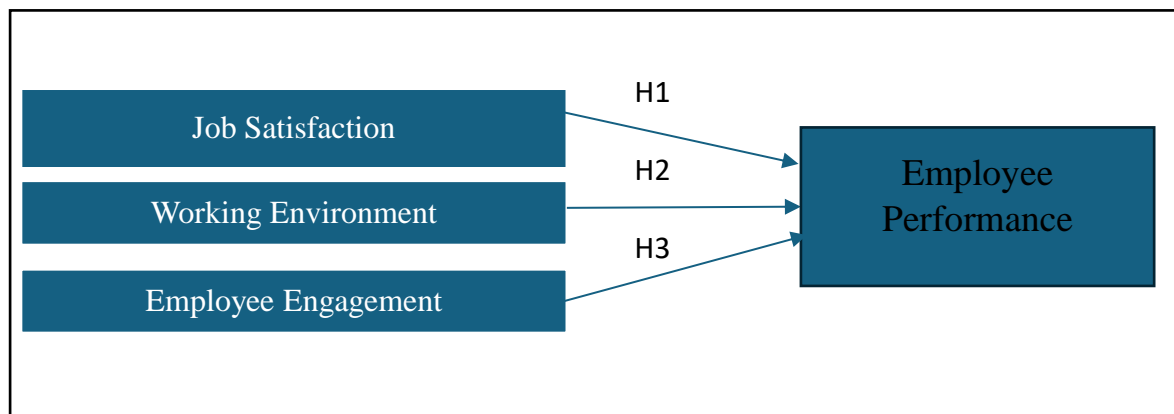 H1
Job Satisfaction
H2
Working Environment
H3
Employee Engagement
Employee
Performance